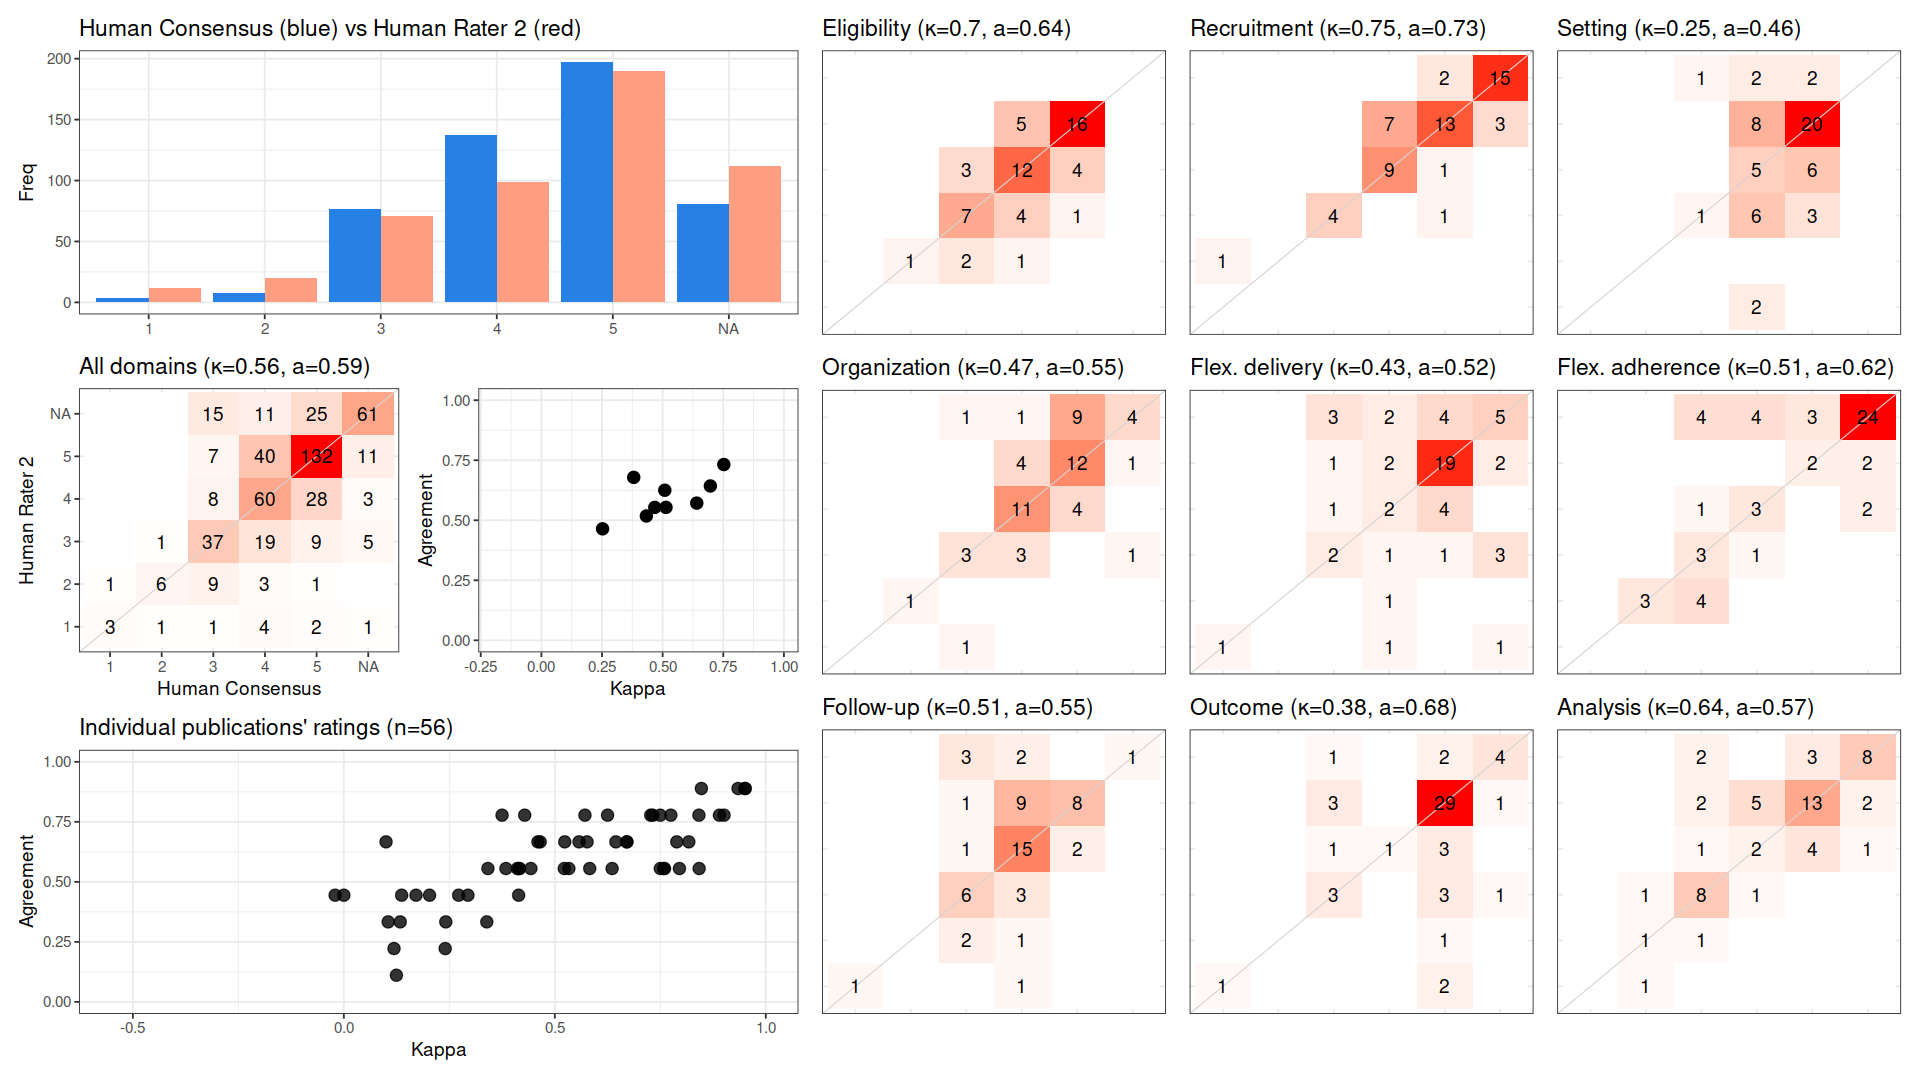 Human Consensus (blue) vs Human Rater 2 (red)
Freq
200
150
100
50
0
1 2 3 4 5 NA
All domains (κ=0.56, a=0.59)
Human Rater 2
NA 15 11 25 61
5 7 40 132 11
4 8 60 28 3
3 1 37 19 9 5
2 1 6 9 3 1
1 3 1 1 4 2 1
1 2 3 4 5 NA
Human Consensus
Agreement
1.00
0.75
0.50
0.25
0.00
-0.25 0.00 0.25 0.50 0.75 1.00
Kappa
Individual publications' ratings (n=56)
Agreement
1.00
0.75
0.50
0.25
0.00
-0.5 0.0 0.5 1.0
Kappa
Eligibility (κ=0.7, a=0.64)
5 16
3 12 4
7 4 1
1 2 1
Recruitment (κ=0.75, a=0.73)
2 15
7 13 3
9 1
4 1
1
Setting (κ=0.25, a=0.46)
1 2 2
8 20
5 6
1 6 3
2
Organization (κ=0.47, a=0.55)
1 1 9 4
4 12 1
11 4
3 3 1
1
1
Flex. delivery (κ=0.43, a=0.52)
3 2 4 5
1 2 19 2
1 2 4
2 1 1 3
1
1 1 1
Flex. adherence (κ=0.51, a=0.62)
4 4 3 24
2 2
1 3 2
3 1
3 4
Follow-up (κ=0.51, a=0.55)
3 2 1
1 9 8
1 15 2
6 3
2 1
1 1
Outcome (κ=0.38, a=0.68)
1 2 4
3 29 1
1 1 3
3 3 1
1
1 2
Analysis (κ=0.64, a=0.57)
2 3 8
2 5 13 2
1 2 4 1
1 8 1
1 1
1